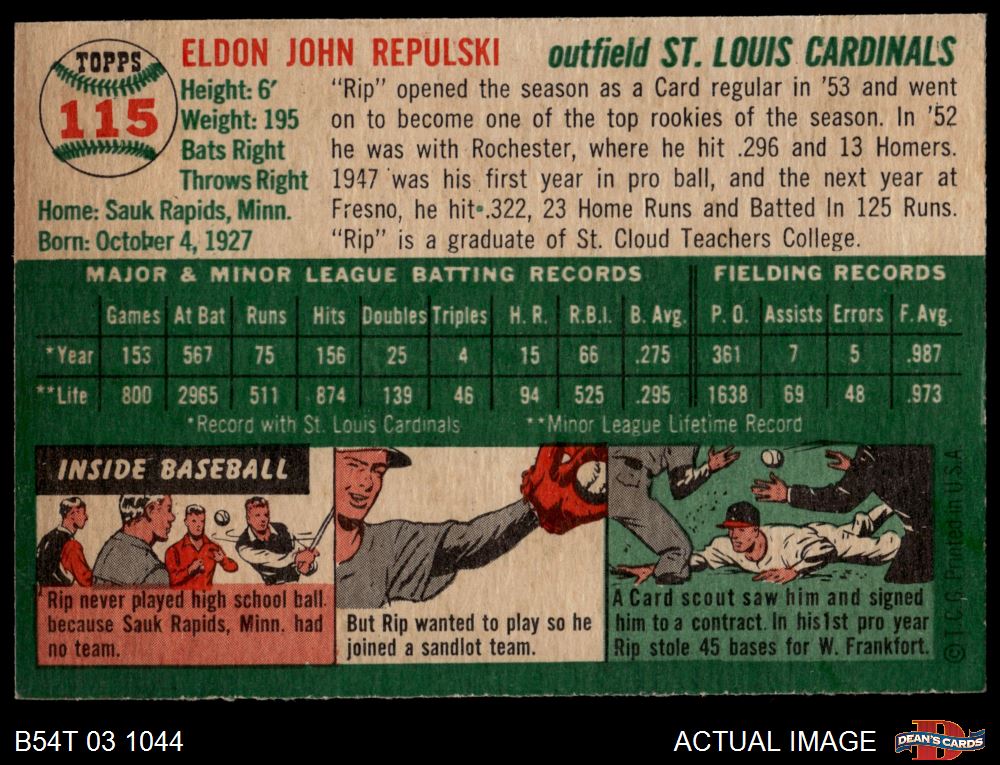 TOPPS
115
ELDON JOHN REPULSKI outfield ST. LOUIS CARDINALS
Height: 6'
Weight: 195
Bats Right
Throws Right
Home: Sauk Rapids, Minn.
Born: October 4, 1927
"Rip" opened the season as a Card regular in '53 and went
on to become one of the top rookies of the season. In '52
he was with Rochester, where he hit .296 and 13 Homers.
1947 was his first year in pro ball, and the next year at
Fresno, he hit .322, 23 Home Runs and Batted In 125 Runs.
"Rip" is a graduate of St. Cloud Teachers College.
MAJOR & MINOR LEAGUE BATTING RECORDS FIELDING RECORDS
Games At Bat Runs Hits Doubles Triples H. R. R.B.I. B. Avg. P. O. Assists Errors F. Avg.
*Year 153 567 75 156 25 4 15 66 .275 361 7 5 .987
**Life 800 2965 511 874 139 46 94 525 .295 1638 69 48 .973
*Record with St. Louis Cardinals **Minor League Lifetime Record
INSIDE BASEBALL
Rip never played high school ball
because Sauk Rapids, Minn. had
no team.
But Rip wanted to play so he
joined a sandlot team.
A Card scout saw him and signed
him to a contract. In his 1st pro year
Rip stole 45 bases for W. Frankfort.
© T.C.G. Printed in U.S.A.
B54T 03 1044
ACTUAL IMAGE
DEAN'S CARDS